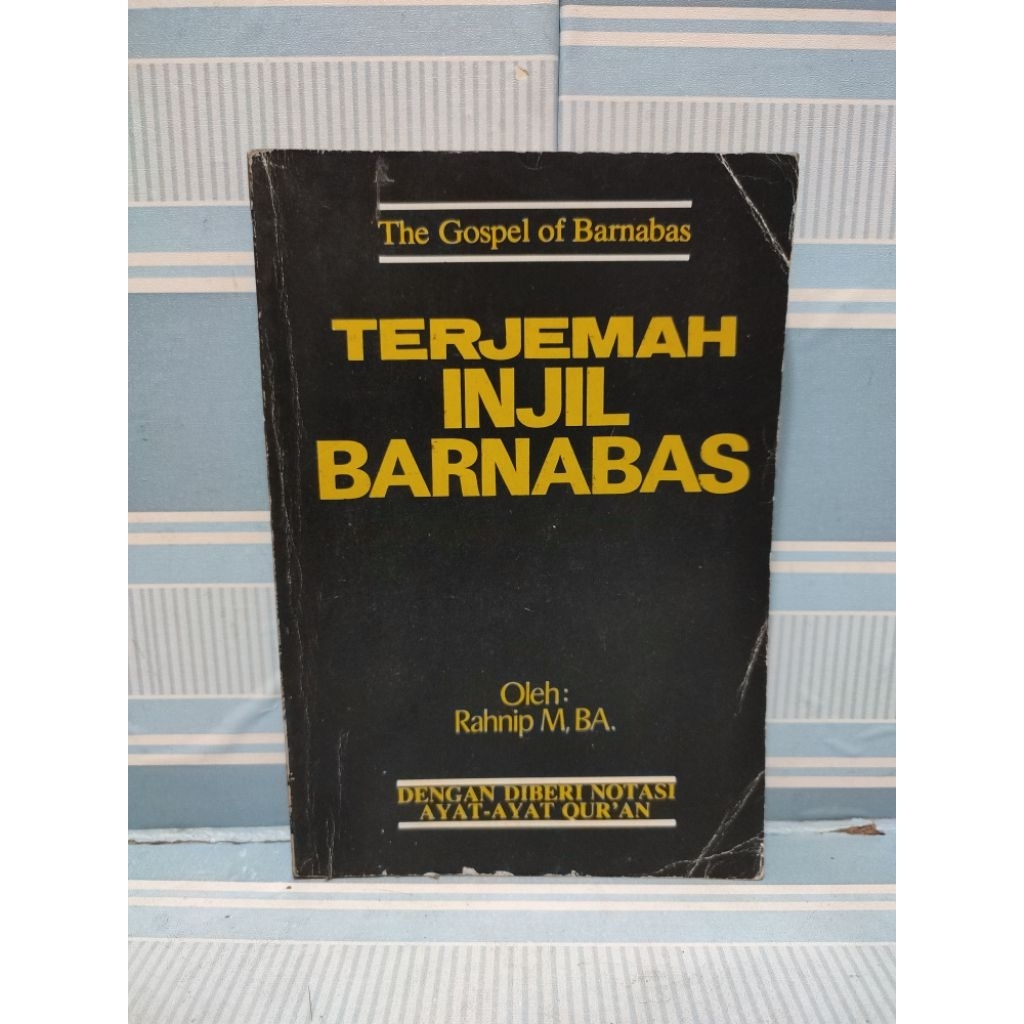 The Gospel of Barnabas
TERJEMAH
INJIL
BARNABAS
Oleh:
Rahnip M, BA.
DENGAN DIBERI NOTASI
AYAT-AYAT QUR'AN